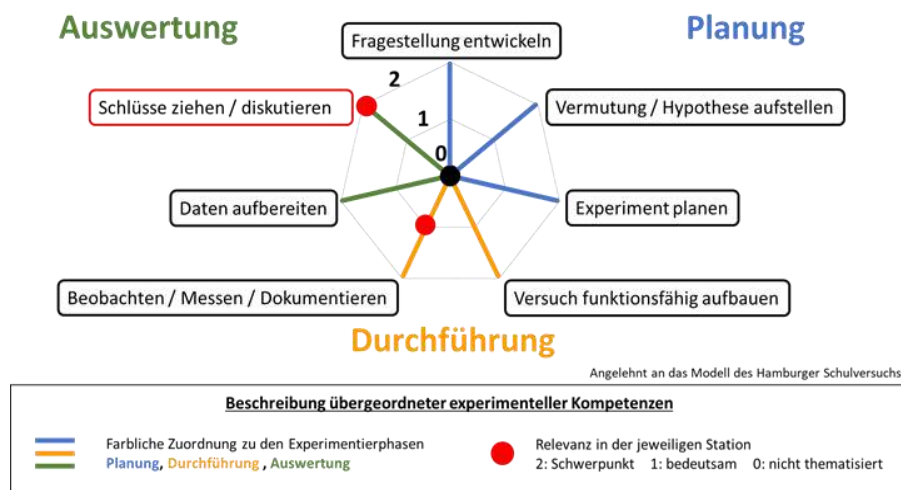 Auswertung
Planung
Fragestellung entwickeln
2
Schlüsse ziehen / diskutieren
Vermutung / Hypothese aufstellen
1
0
Daten aufbereiten
Experiment planen
Beobachten / Messen / Dokumentieren
Versuch funktionsfähig aufbauen
Durchführung
Angelehnt an das Modell des Hamburger Schulversuchs
Beschreibung übergeordneter experimenteller Kompetenzen
Farbliche Zuordnung zu den Experimentierphasen
Planung, Durchführung , Auswertung
Relevanz in der jeweiligen Station
2: Schwerpunkt 1: bedeutsam 0: nicht thematisiert